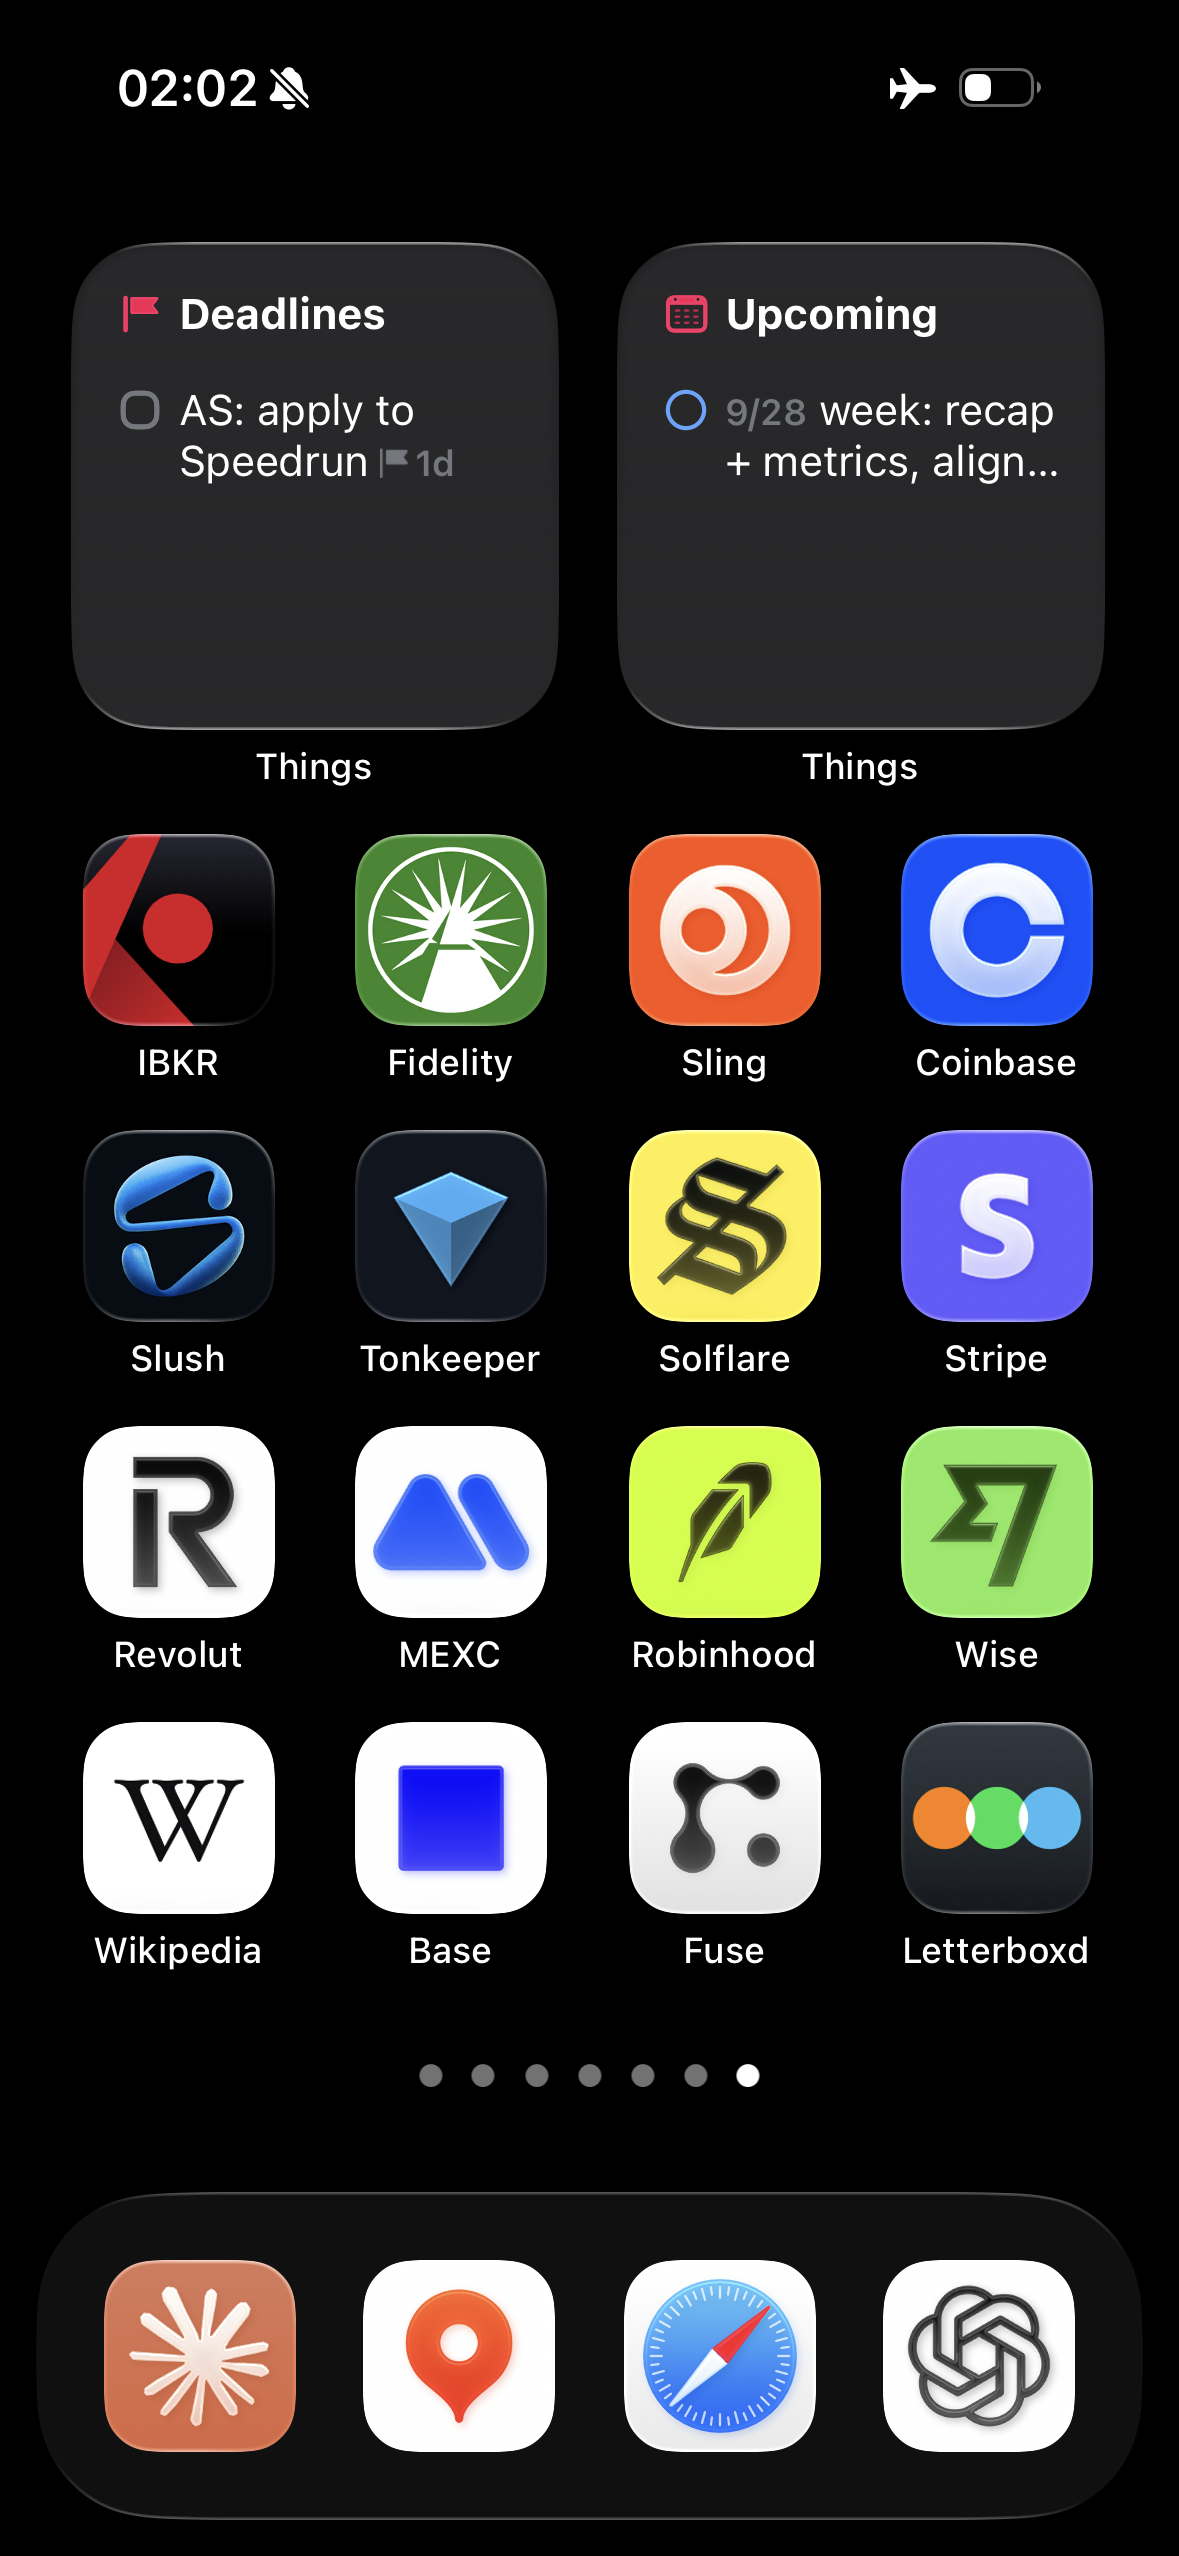 02:02
Deadlines
AS: apply to
Speedrun 1d
Upcoming
9/28 week: recap
+ metrics, align…
Things
Things
IBKR
Fidelity
Sling
Coinbase
Slush
Tonkeeper
Solflare
Stripe
Revolut
MEXC
Robinhood
Wise
Wikipedia
Base
Fuse
Letterboxd